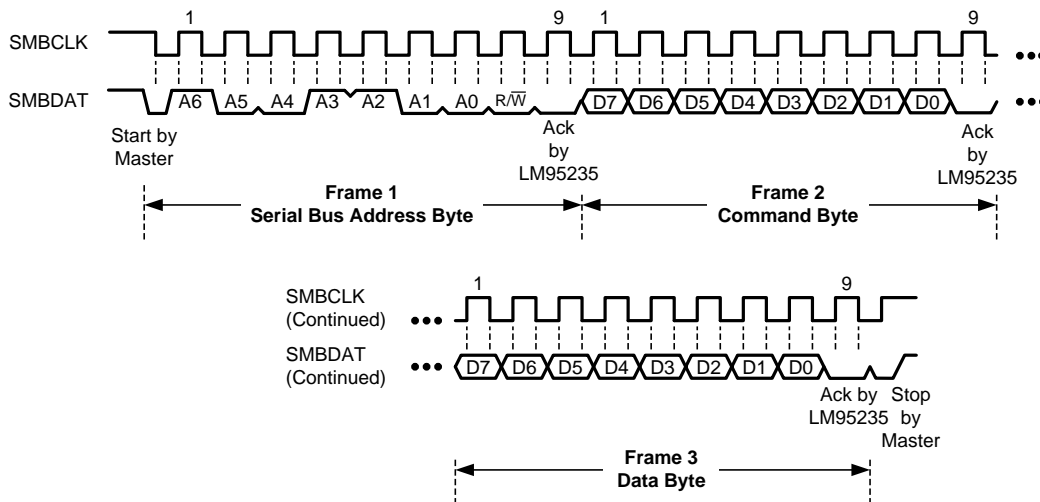 1 9 1 9
SMBCLK
SMBDAT A6 A5 A4 A3 A2 A1 A0 R/W̅ D7 D6 D5 D4 D3 D2 D1 D0
Start by
Master
Ack
by
LM95235
Ack
by
LM95235
Frame 1
Serial Bus Address Byte
Frame 2
Command Byte
1 9
SMBCLK
(Continued)
SMBDAT
(Continued)
D7 D6 D5 D4 D3 D2 D1 D0
Ack by
LM95235
Stop
by
Master
Frame 3
Data Byte